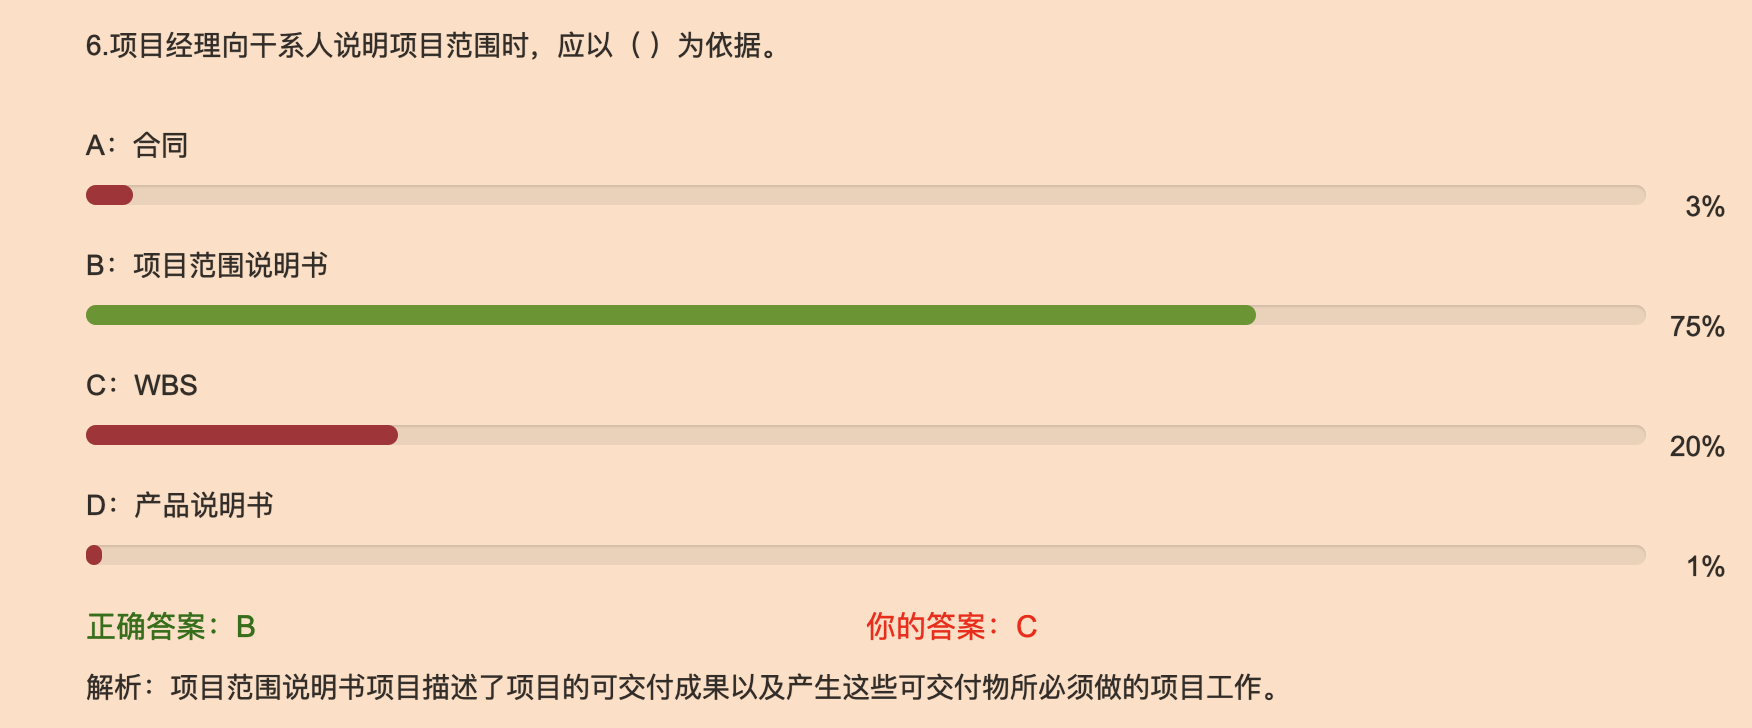 6.项目经理向干系人说明项目范围时，应以（ ）为依据。
A：合同
3%
B：项目范围说明书
75%
C：WBS
20%
D：产品说明书
1%
正确答案：B 你的答案：C
解析：项目范围说明书项目描述了项目的可交付成果以及产生这些可交付物所必须做的项目工作。